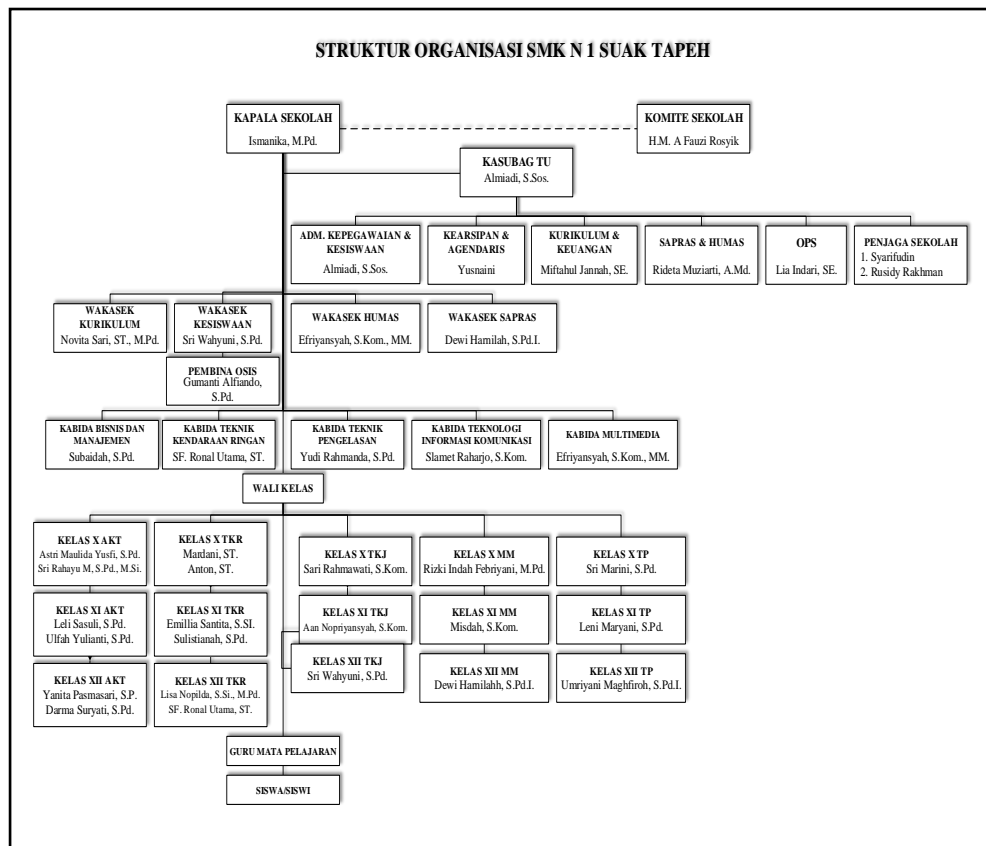 STRUKTUR ORGANISASI SMK N 1 SUAK TAPEH
KAPALA SEKOLAH
Ismanika, M.Pd.
KOMITE SEKOLAH
H.M. A Fauzi Rosyik
KASUBAG TU
Almiadi, S.Sos.
ADM. KEPEGAWAIAN &
KESISWAAN
Almiadi, S.Sos.
KEARSIPAN &
AGENDARIS
Yusnaini
KURIKULUM &
KEUANGAN
Miftahul Jannah, SE.
SAPRAS & HUMAS
Rideta Muziarti, A.Md.
OPS
Lia Indari, SE.
PENJAGA SEKOLAH
1. Syarifudin
2. Rusidy Rakhman
WAKASEK
KURIKULUM
Novita Sari, ST., M.Pd.
WAKASEK
KESISWAAN
Sri Wahyuni, S.Pd.
WAKASEK HUMAS
Efriyansyah, S.Kom., MM.
WAKASEK SAPRAS
Dewi Hamilah, S.Pd.I.
PEMBINA OSIS
Gumanti Alfiando,
S.Pd.
KABIDA BISNIS DAN
MANAJEMEN
Subaidah, S.Pd.
KABIDA TEKNIK
KENDARAAN RINGAN
SF. Ronal Utama, ST.
KABIDA TEKNIK
PENGELASAN
Yudi Rahmanda, S.Pd.
KABIDA TEKNOLOGI
INFORMASI KOMUNIKASI
Slamet Raharjo, S.Kom.
KABIDA MULTIMEDIA
Efriyansyah, S.Kom., MM.
WALI KELAS
KELAS X AKT
Astri Maulida Yusfi, S.Pd.
Sri Rahayu M, S.Pd., M.Si.
KELAS X TKR
Mardani, ST.
Anton, ST.
KELAS X TKJ
Sari Rahmawati, S.Kom.
KELAS X MM
Rizki Indah Febriyani, M.Pd.
KELAS X TP
Sri Marini, S.Pd.
KELAS XI AKT
Leli Sasuli, S.Pd.
Ulfah Yulianti, S.Pd.
KELAS XI TKR
Emillia Santita, S.SI.
Sulistianah, S.Pd.
KELAS XI TKJ
Aan Nopriyansyah, S.Kom.
KELAS XI MM
Misdah, S.Kom.
KELAS XI TP
Leni Maryani, S.Pd.
KELAS XII AKT
Yanita Pasmasari, S.P.
Darma Suryati, S.Pd.
KELAS XII TKR
Lisa Nopilda, S.Si., M.Pd.
SF. Ronal Utama, ST.
KELAS XII TKJ
Sri Wahyuni, S.Pd.
KELAS XII MM
Dewi Hamilahh, S.Pd.I.
KELAS XII TP
Umriyani Maghfiroh, S.Pd.I.
GURU MATA PELAJARAN
SISWA/SISWI